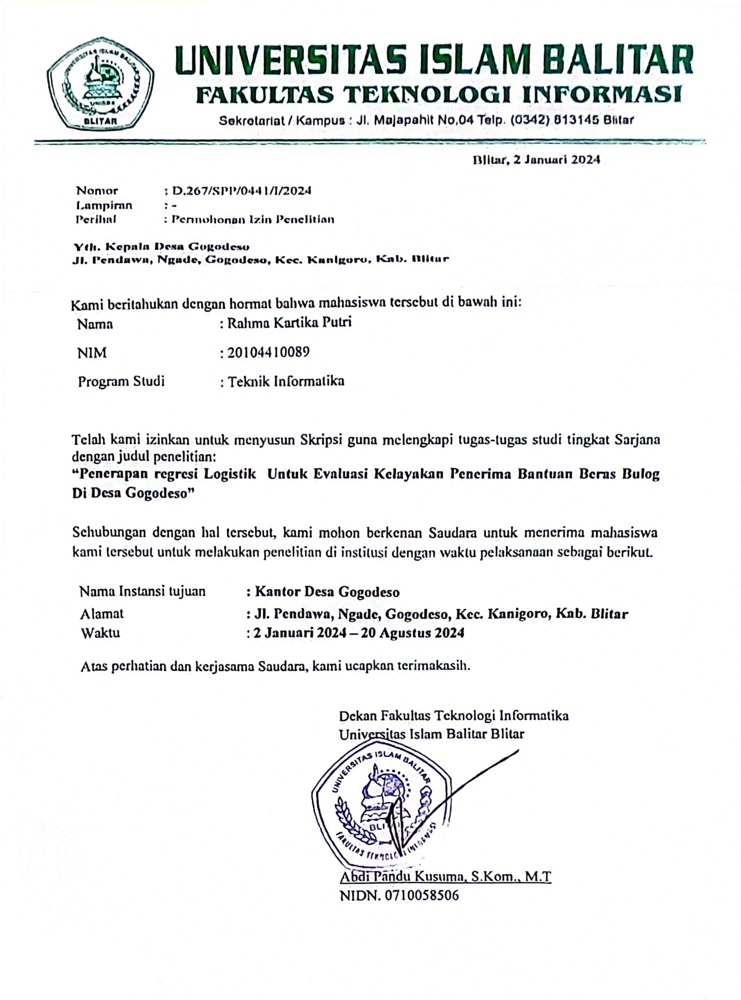 UNIVERSITAS ISLAM BALITAR
UNISBA
BLITAR
UNIVERSITAS ISLAM BALITAR
FAKULTAS TEKNOLOGI INFORMASI
Sekretariat / Kampus : Jl. Majapahit No.04 Telp. (0342) 813145 Blitar
Blitar, 2 Januari 2024
Nomor : D.267/SPP/0441/I/2024
Lampiran : -
Perihal : Permohonan Izin Penelitian
Yth. Kepala Desa Gogodeso
Jl. Pendawa, Ngade, Gogodeso, Kec. Kanigoro, Kab. Blitar
Kami beritahukan dengan hormat bahwa mahasiswa tersebut di bawah ini:
Nama : Rahma Kartika Putri
NIM : 20104410089
Program Studi : Teknik Informatika
Telah kami izinkan untuk menyusun Skripsi guna melengkapi tugas-tugas studi tingkat Sarjana
dengan judul penelitian:
“Penerapan regresi Logistik Untuk Evaluasi Kelayakan Penerima Bantuan Beras Bulog
Di Desa Gogodeso”
Sehubungan dengan hal tersebut, kami mohon berkenan Saudara untuk menerima mahasiswa
kami tersebut untuk melakukan penelitian di institusi dengan waktu pelaksanaan sebagai berikut.
Nama Instansi tujuan : Kantor Desa Gogodeso
Alamat : Jl. Pendawa, Ngade, Gogodeso, Kec. Kanigoro, Kab. Blitar
Waktu : 2 Januari 2024 – 20 Agustus 2024
Atas perhatian dan kerjasama Saudara, kami ucapkan terimakasih.
Dekan Fakultas Teknologi Informatika
Universitas Islam Balitar Blitar
UNIVERSITAS ISLAM BALITAR
BLI
FAKULTAS TEKNOLOGI INFORMASI
Abdi Pandu Kusuma, S.Kom., M.T
NIDN. 0710058506